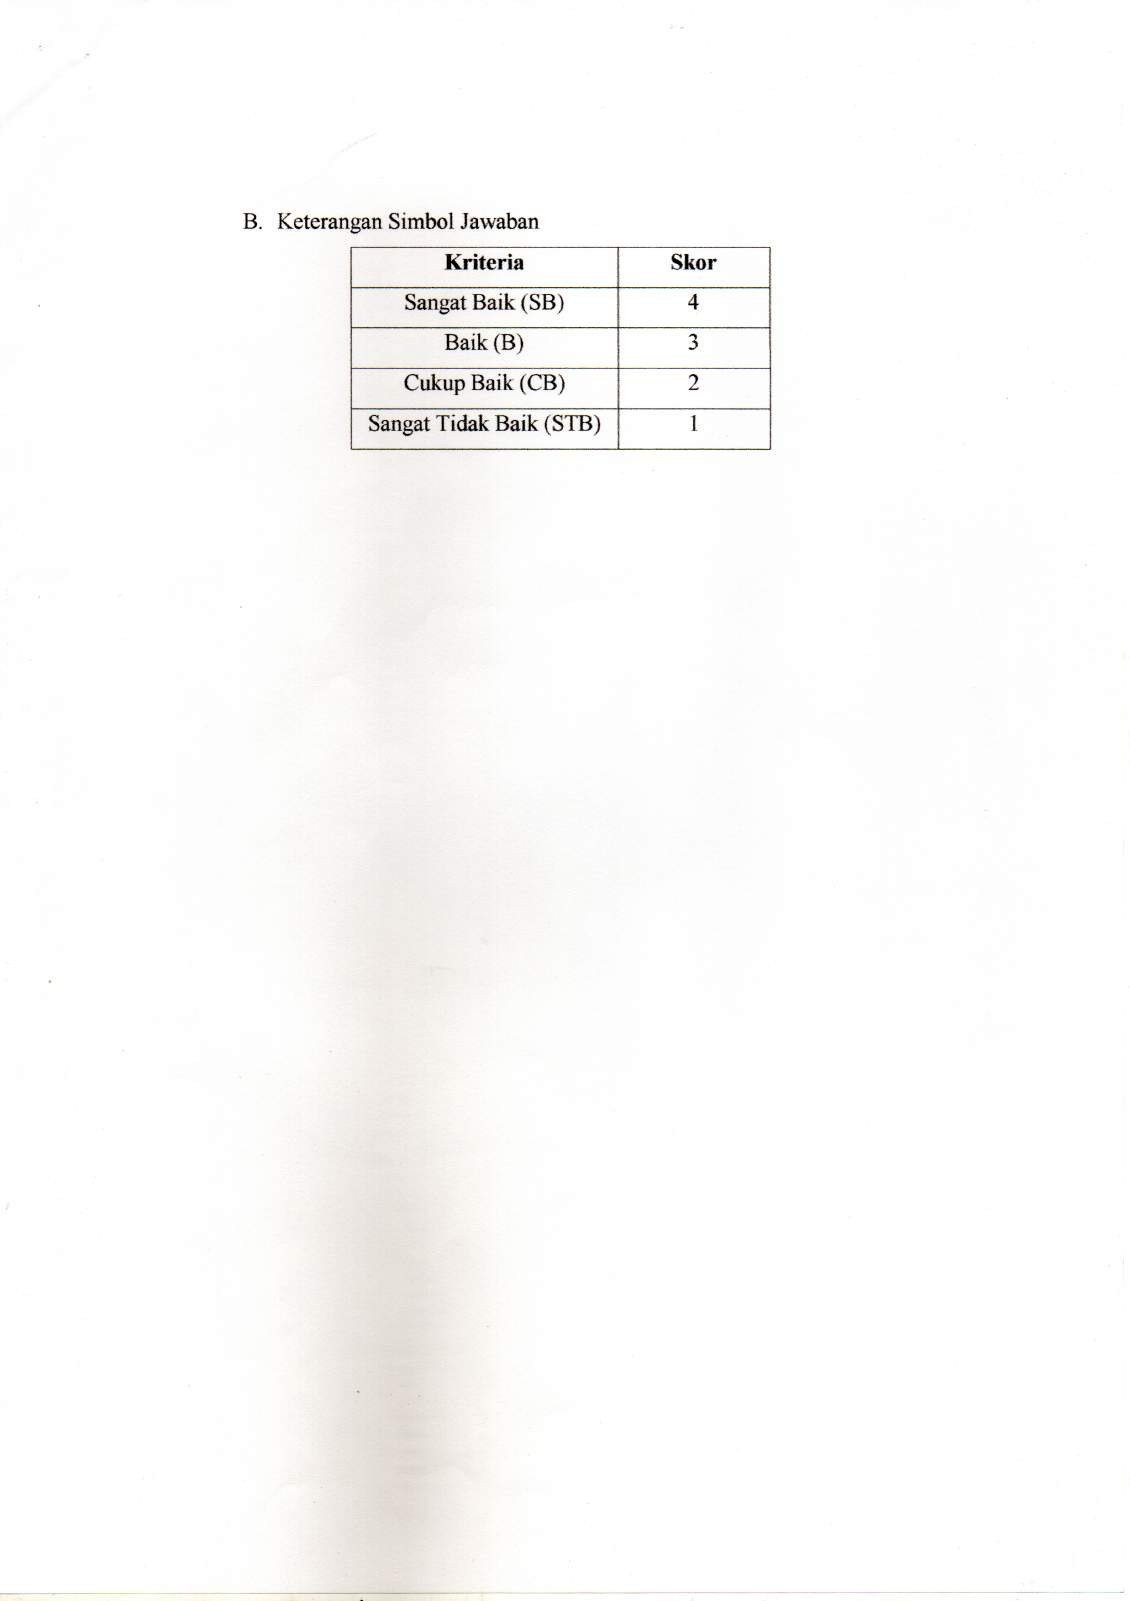 B. Keterangan Simbol Jawaban
Kriteria Skor
Sangat Baik (SB) 4
Baik (B) 3
Cukup Baik (CB) 2
Sangat Tidak Baik (STB) 1